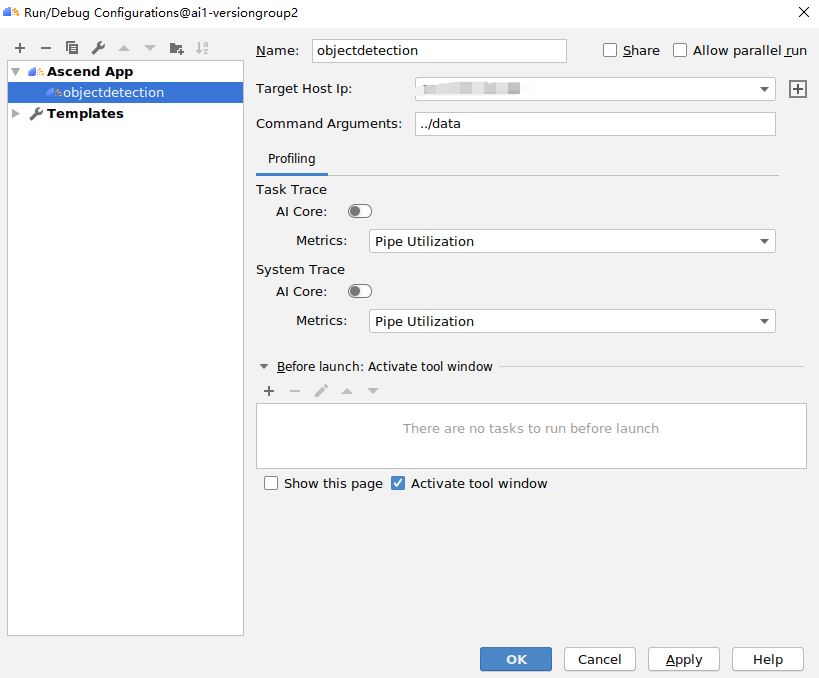 Run/Debug Configurations@ai1-versiongroup2
Ascend App
objectdetection
Templates
Name: objectdetection Share Allow parallel run
Target Host Ip:
Command Arguments: ../data
Profiling
Task Trace
AI Core:
Metrics: Pipe Utilization
System Trace
AI Core:
Metrics: Pipe Utilization
Before launch: Activate tool window
There are no tasks to run before launch
Show this page Activate tool window
OK Cancel Apply Help